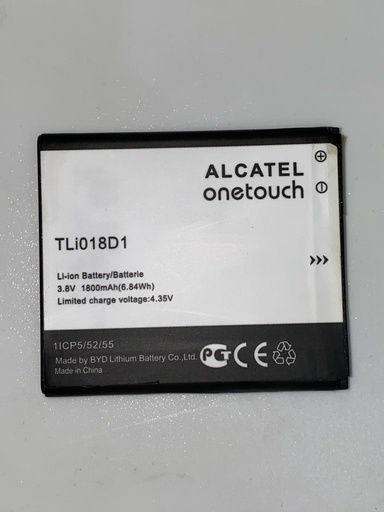 ALCATEL
onetouch
TLi018D1
Li-ion Battery/Batterie
3.8V 1800mAh(6.84Wh)
Limited charge voltage:4.35V
1ICP5/52/55
Made by BYD Lithium Battery Co.,Ltd.
Made in China